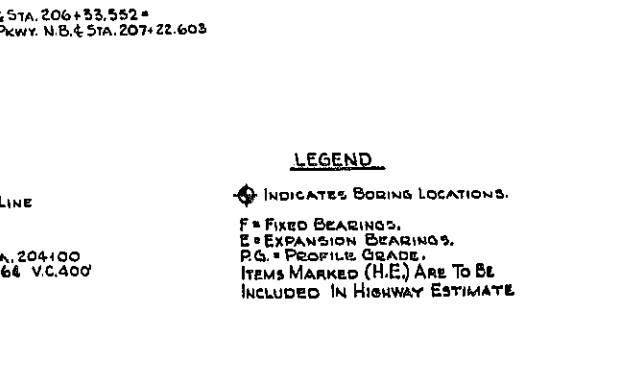 STA. 206+33.552 =
PKWY. N.B. ℄ STA. 207+22.603
LEGEND
INDICATES BORING LOCATIONS.
LINE
F = FIXED BEARINGS.
E = EXPANSION BEARINGS.
P.G. = PROFILE GRADE.
ITEMS MARKED (H.E.) ARE TO BE
INCLUDED IN HIGHWAY ESTIMATE
204+00
V.C. 400'